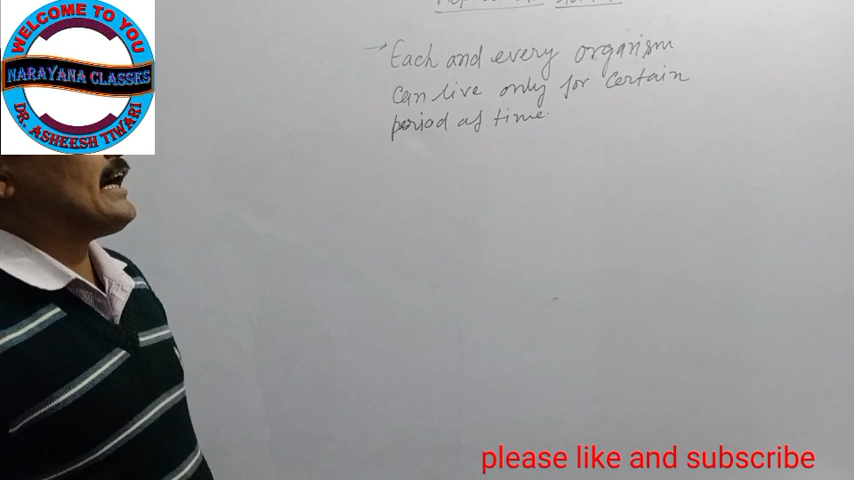 WELCOME TO YOU
NARAYANA CLASSES
DR. ASHEESH TIWARI
Each and every organism
can live only for certain
period of time.
please like and subscribe